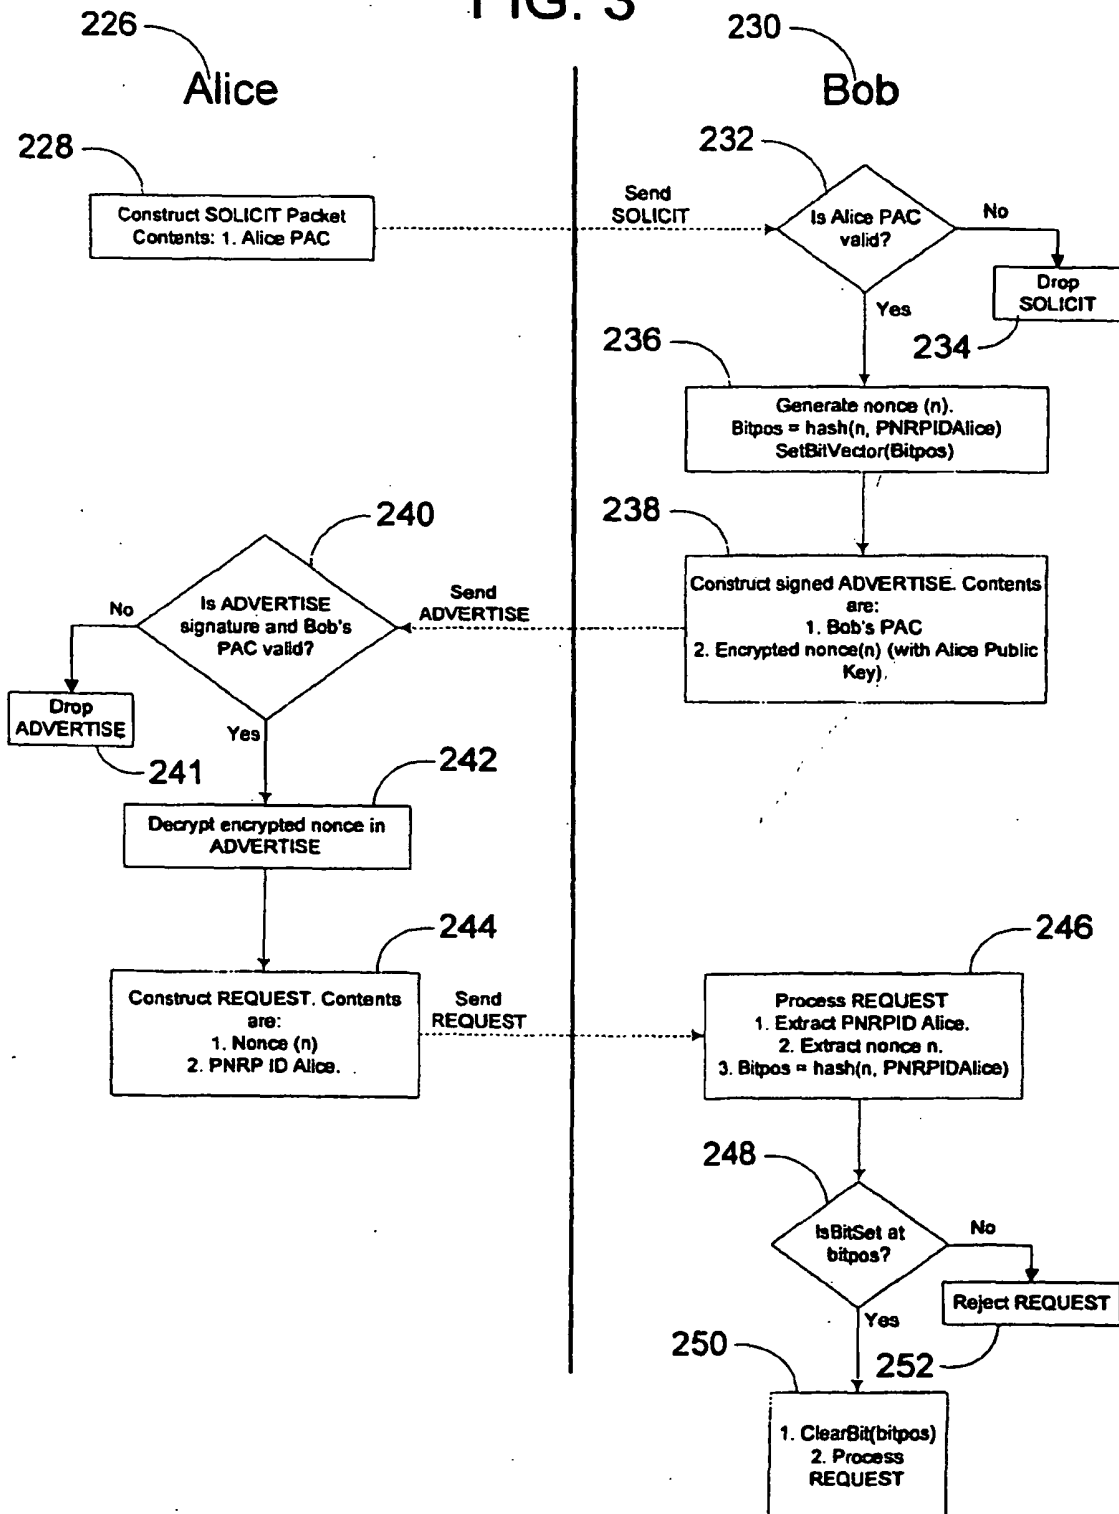 FIG. 3
226
230
Alice
Bob
228
232
Construct SOLICIT Packet
Contents: 1. Alice PAC
Send
SOLICIT
Is Alice PAC
valid?
No
Drop
SOLICIT
234
Yes
236
Generate nonce (n).
Bitpos = hash(n, PNRPIDAlice)
SetBitVector(Bitpos)
238
Construct signed ADVERTISE. Contents
are:
1. Bob's PAC
2. Encrypted nonce(n) (with Alice Public
Key).
Send
ADVERTISE
240
Is ADVERTISE
signature and Bob's
PAC valid?
No
Drop
ADVERTISE
241
Yes
242
Decrypt encrypted nonce in
ADVERTISE
244
Construct REQUEST. Contents
are:
1. Nonce (n)
2. PNRP ID Alice.
Send
REQUEST
246
Process REQUEST
1. Extract PNRPID Alice.
2. Extract nonce n.
3. Bitpos = hash(n, PNRPIDAlice)
248
IsBitSet at
bitpos?
No
Reject REQUEST
252
Yes
250
1. ClearBit(bitpos)
2. Process
REQUEST